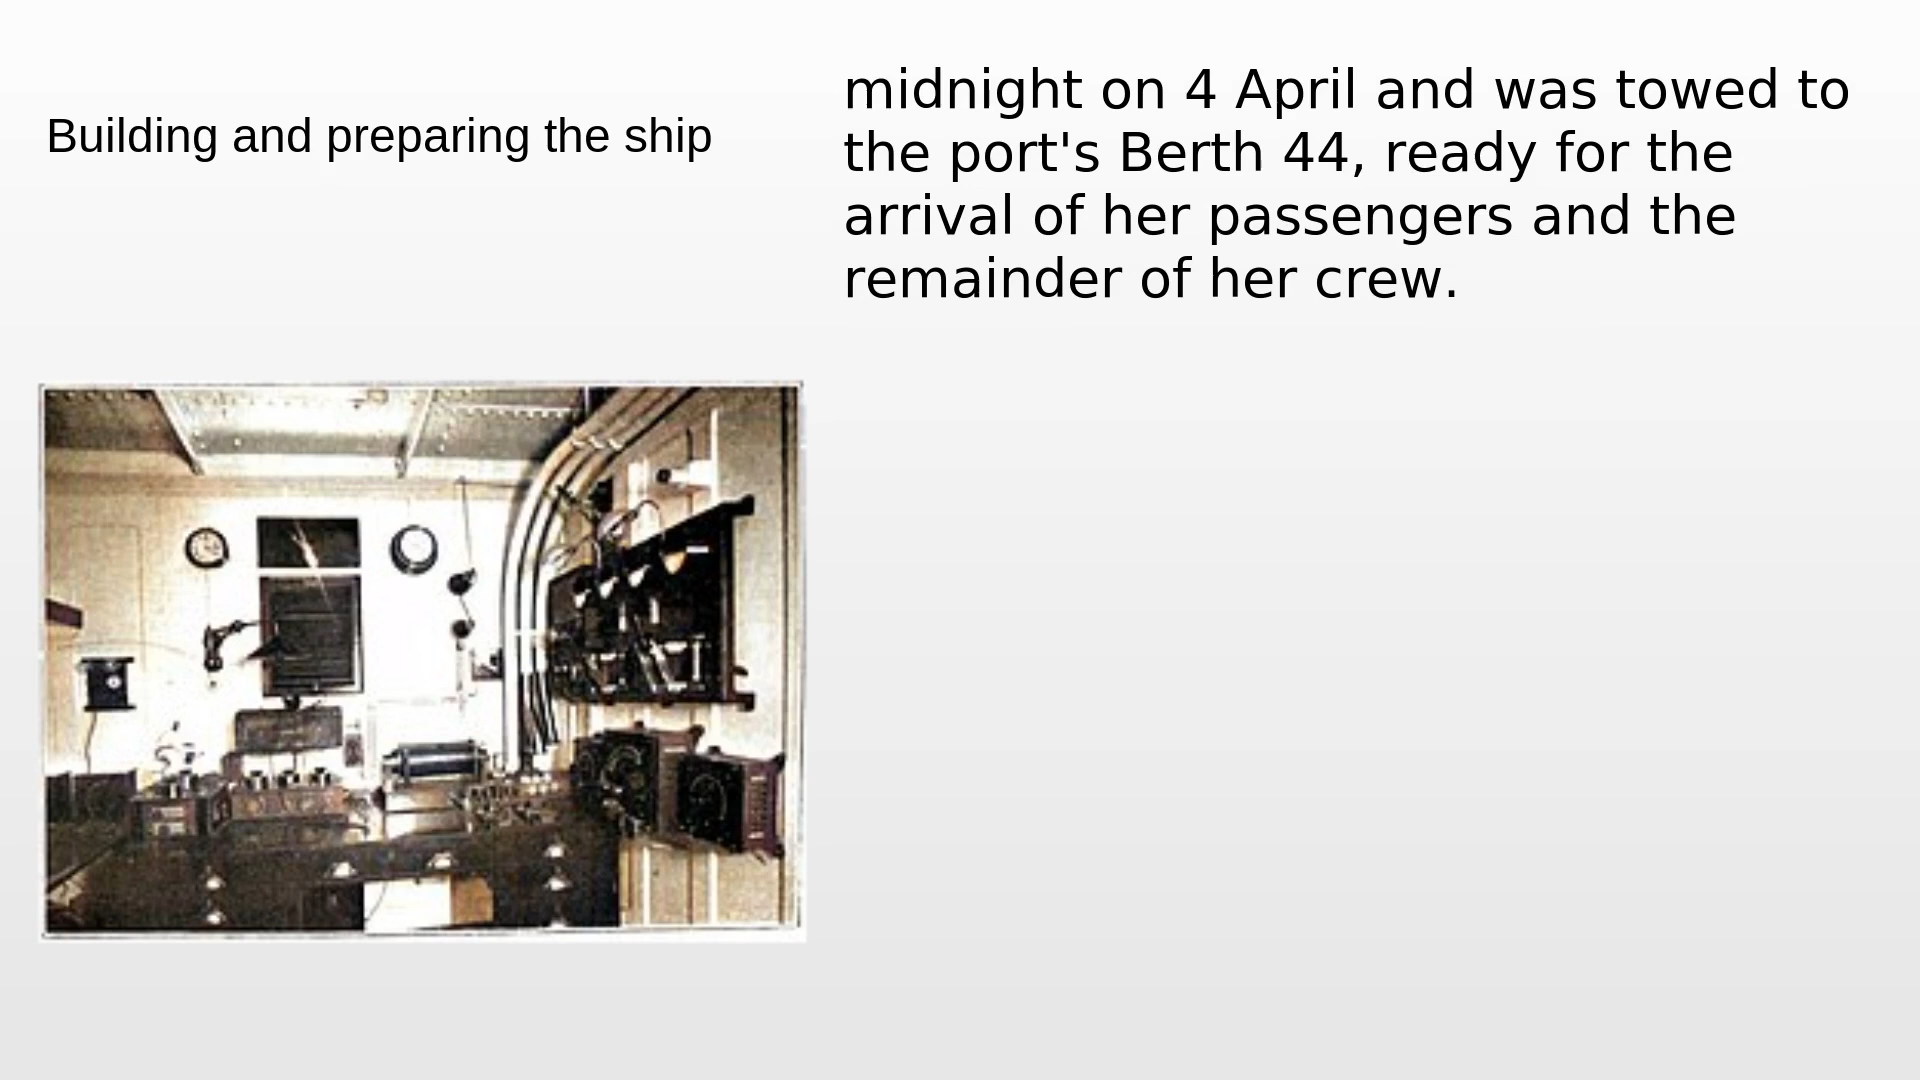 Building and preparing the ship
midnight on 4 April and was towed to
the port's Berth 44, ready for the
arrival of her passengers and the
remainder of her crew.